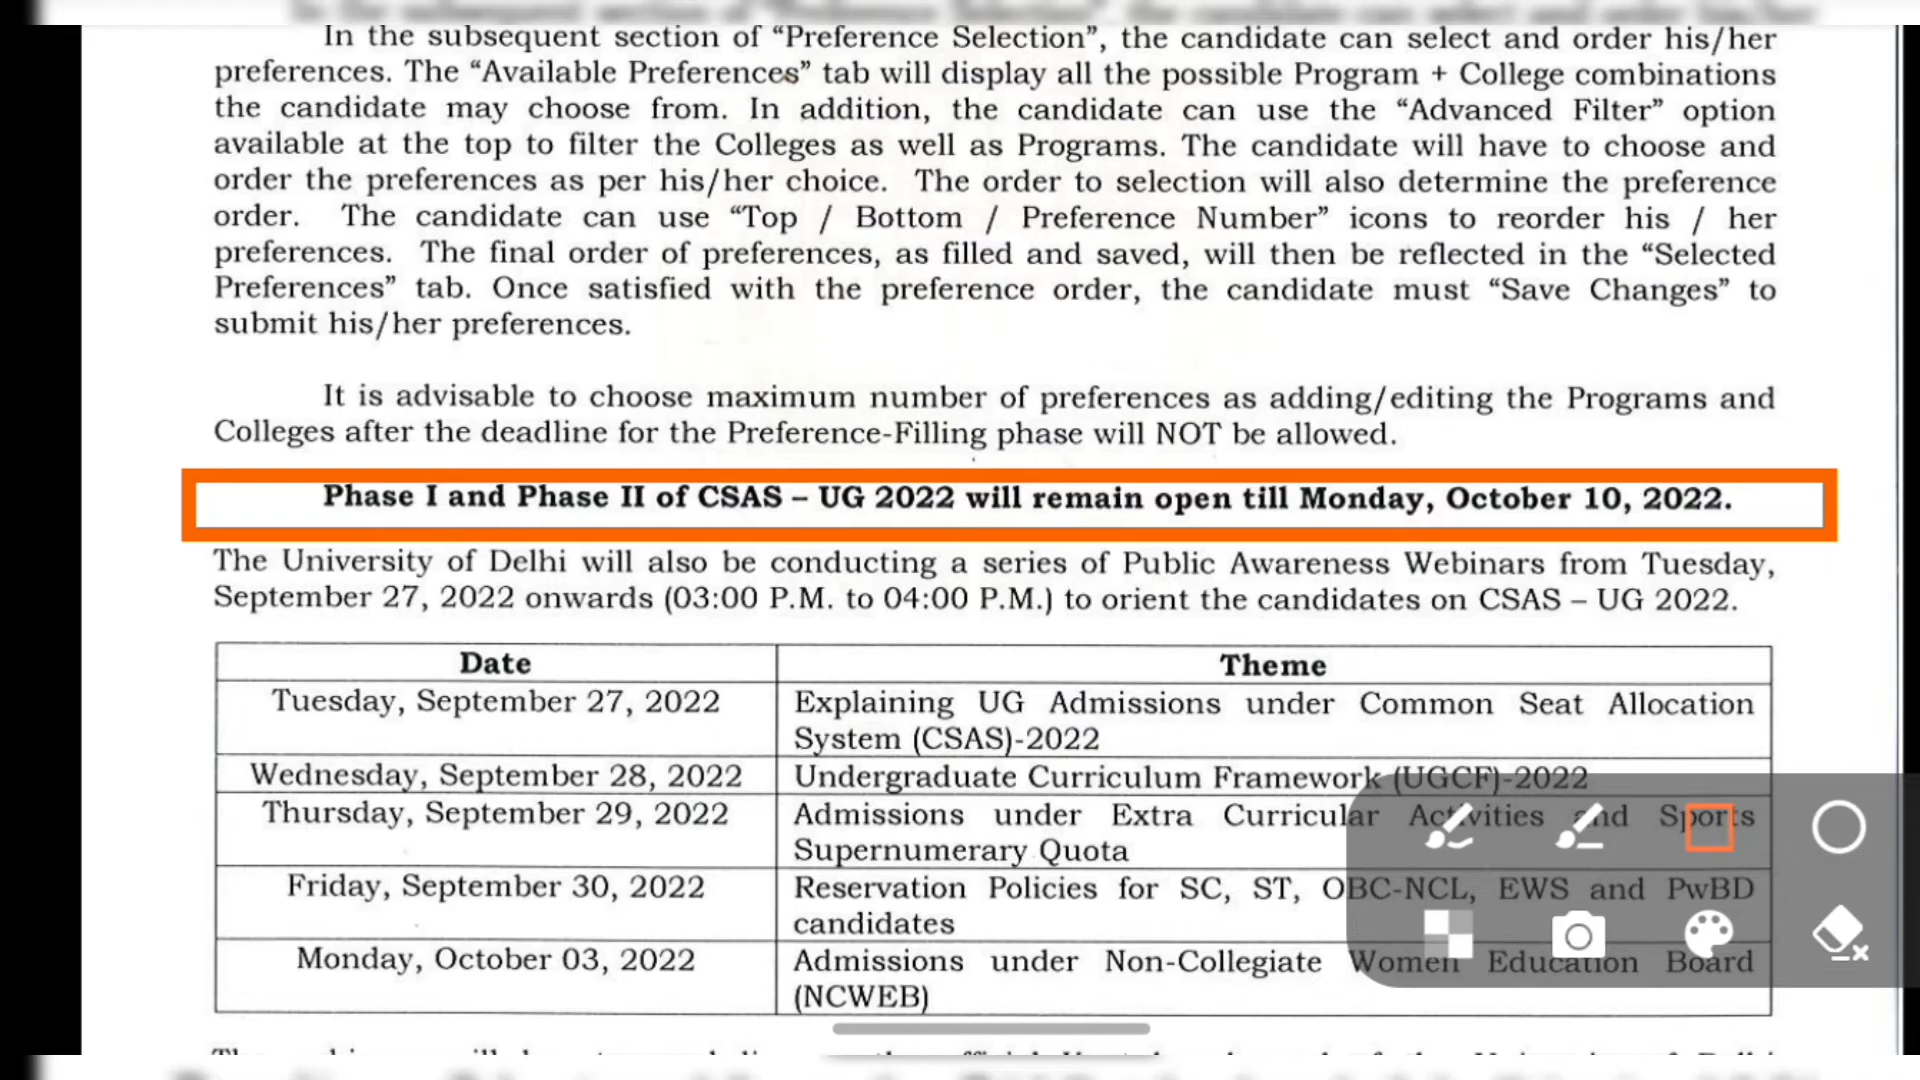 In the subsequent section of “Preference Selection”, the candidate can select and order his/her
preferences. The “Available Preferences” tab will display all the possible Program + College combinations
the candidate may choose from. In addition, the candidate can use the “Advanced Filter” option
available at the top to filter the Colleges as well as Programs. The candidate will have to choose and
order the preferences as per his/her choice. The order to selection will also determine the preference
order. The candidate can use “Top / Bottom / Preference Number” icons to reorder his / her
preferences. The final order of preferences, as filled and saved, will then be reflected in the “Selected
Preferences” tab. Once satisfied with the preference order, the candidate must “Save Changes” to
submit his/her preferences.
It is advisable to choose maximum number of preferences as adding/editing the Programs and
Colleges after the deadline for the Preference-Filling phase will NOT be allowed.
Phase I and Phase II of CSAS – UG 2022 will remain open till Monday, October 10, 2022.
The University of Delhi will also be conducting a series of Public Awareness Webinars from Tuesday,
September 27, 2022 onwards (03:00 P.M. to 04:00 P.M.) to orient the candidates on CSAS – UG 2022.
Date Theme
Tuesday, September 27, 2022 Explaining UG Admissions under Common Seat Allocation
System (CSAS)-2022
Wednesday, September 28, 2022 Undergraduate Curriculum Framework (UGCF)-2022
Thursday, September 29, 2022 Admissions under Extra Curricular Activities and Sports
Supernumerary Quota
Friday, September 30, 2022 Reservation Policies for SC, ST, OBC-NCL, EWS and PwBD
candidates
Monday, October 03, 2022 Admissions under Non-Collegiate Women Education Board
(NCWEB)